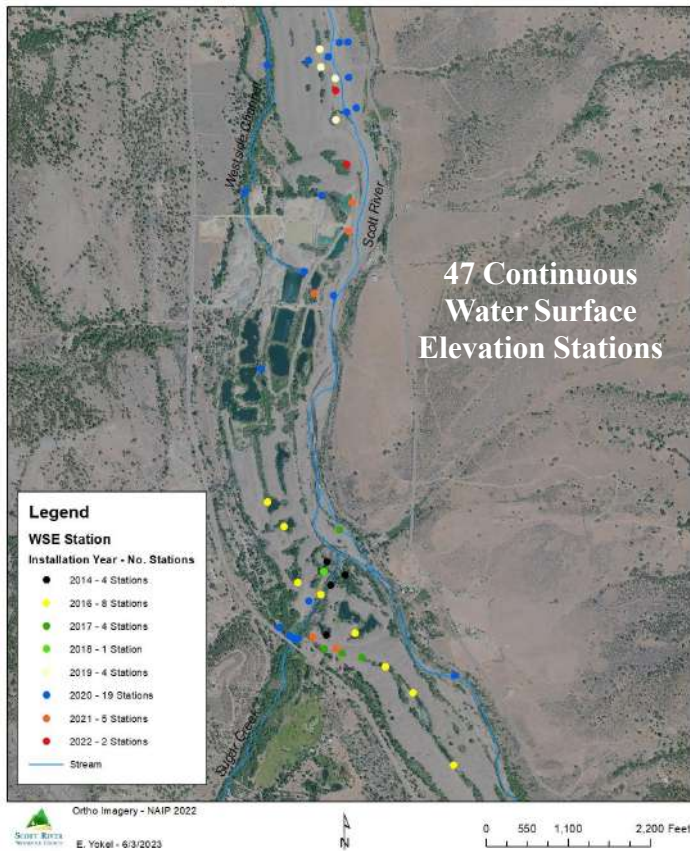 Westside Channel
Scott River
47 Continuous
Water Surface
Elevation Stations
Legend
WSE Station
Installation Year - No. Stations
2014 - 4 Stations
2016 - 8 Stations
2017 - 4 Stations
2018 - 1 Station
2019 - 4 Stations
2020 - 19 Stations
2021 - 5 Stations
2022 - 2 Stations
Stream
Sugar Creek
Ortho Imagery - NAIP 2022
SCOTT RIVER
E. Yokel - 6/3/2023
N
0 550 1,100 2,200 Feet